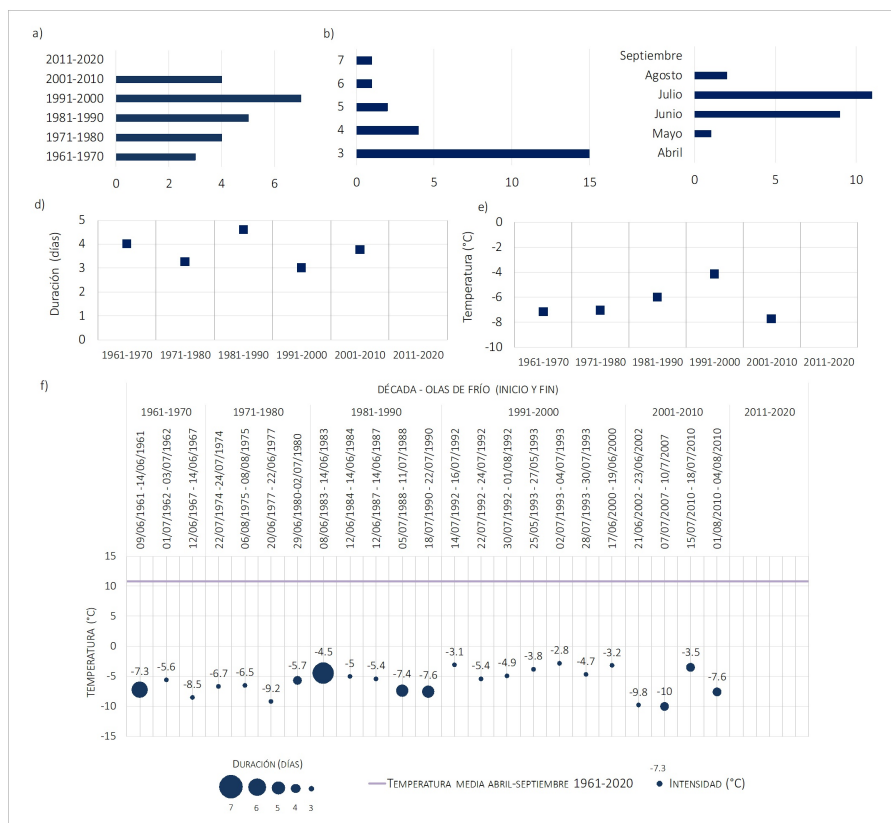 a)
2011-2020
2001-2010
1991-2000
1981-1990
1971-1980
1961-1970
0 2 4 6
b)
7
6
5
4
3
0 5 10 15
Septiembre
Agosto
Julio
Junio
Mayo
Abril
0 5 10
d)
Duración (días)
5
4
3
2
1
0
1961-1970 1971-1980 1981-1990 1991-2000 2001-2010 2011-2020
e)
Temperatura (°C)
0
-2
-4
-6
-8
-10
1961-1970 1971-1980 1981-1990 1991-2000 2001-2010 2011-2020
f)
DÉCADA - OLAS DE FRÍO (INICIO Y FIN)
1961-1970 1971-1980 1981-1990 1991-2000 2001-2010 2011-2020
09/06/1961 -14/06/1961
01/07/1962 - 03/07/1962
12/06/1967 - 14/06/1967
22/07/1974 - 24/07/1974
06/08/1975 - 08/08/1975
20/06/1977 - 22/06/1977
29/06/1980-02/07/1980
08/06/1983 - 14/06/1983
12/06/1984 - 14/06/1984
12/06/1987 - 14/06/1987
05/07/1988 - 11/07/1988
18/07/1990 - 22/07/1990
14/07/1992 - 16/07/1992
22/07/1992 - 24/07/1992
30/07/1992 - 01/08/1992
25/05/1993 - 27/05/1993
02/07/1993 - 04/07/1993
28/07/1993 - 30/07/1993
17/06/2000 - 19/06/2000
21/06/2002 - 23/06/2002
07/07/2007 - 10/7/2007
15/07/2010 - 18/07/2010
01/08/2010 - 04/08/2010
TEMPERATURA (°C)
15
10
5
0
-5
-10
-15
-7.3 -5.6 -8.5 -6.7 -6.5 -9.2 -5.7 -4.5 -5 -5.4 -7.4 -7.6 -3.1 -5.4 -4.9 -3.8 -2.8 -4.7 -3.2 -9.8 -10 -3.5 -7.6
DURACIÓN (DÍAS)
7 6 5 4 3
TEMPERATURA MEDIA ABRIL-SEPTIEMBRE 1961-2020
-7.3
INTENSIDAD (°C)